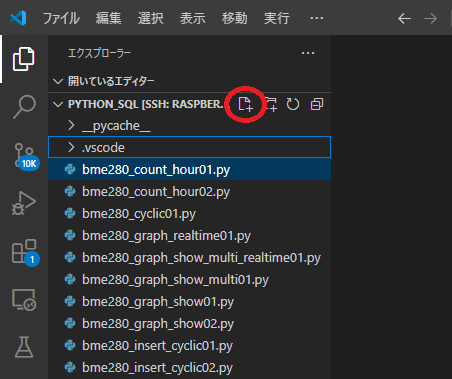 ファイル 編集 選択 表示 移動 実行 …
エクスプローラー …
開いているエディター
PYTHON_SQL [SSH: RASPBER...
__pycache__
.vscode
bme280_count_hour01.py
bme280_count_hour02.py
bme280_cyclic01.py
bme280_graph_realtime01.py
bme280_graph_show_multi_realtime01.py
bme280_graph_show_multi01.py
bme280_graph_show01.py
bme280_graph_show02.py
bme280_insert_cyclic01.py
bme280_insert_cyclic02.py
10K
1